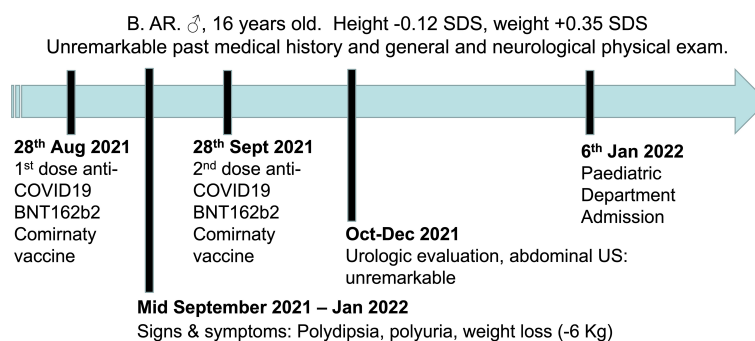 B. AR. ♂, 16 years old.  Height -0.12 SDS, weight +0.35 SDS
Unremarkable past medical history and general and neurological physical exam.
28th Aug 2021
1st dose anti-
COVID19
BNT162b2
Comirnaty
vaccine
28th Sept 2021
2nd dose anti-
COVID19
BNT162b2
Comirnaty
vaccine
6th Jan 2022
Paediatric
Department
Admission
Oct-Dec 2021
Urologic evaluation, abdominal US:
unremarkable
Mid September 2021 – Jan 2022
Signs & symptoms: Polydipsia, polyuria, weight loss (-6 Kg)